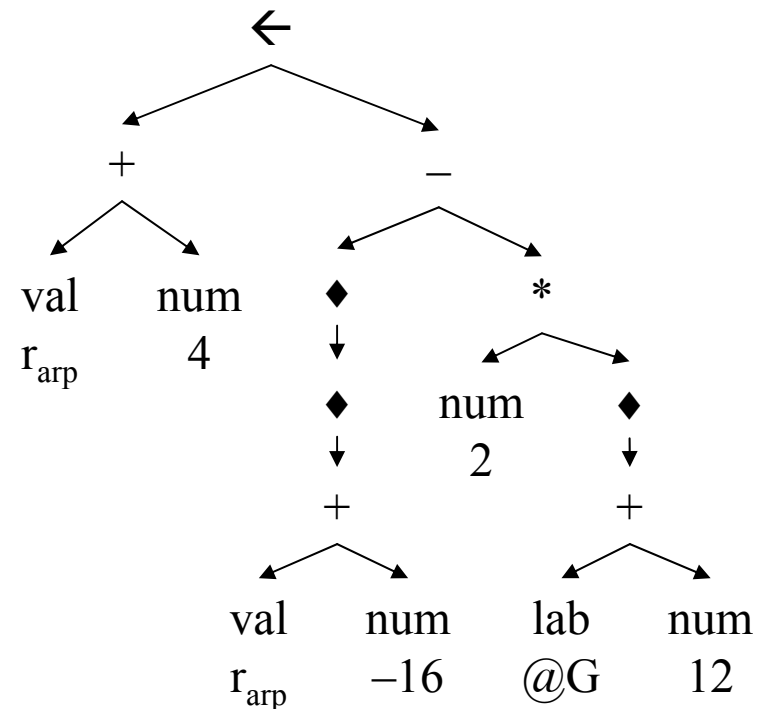 ←
+ –
val num ♦ *
r_arp 4
♦ num ♦
2
+ +
val num lab num
r_arp –16 @G 12